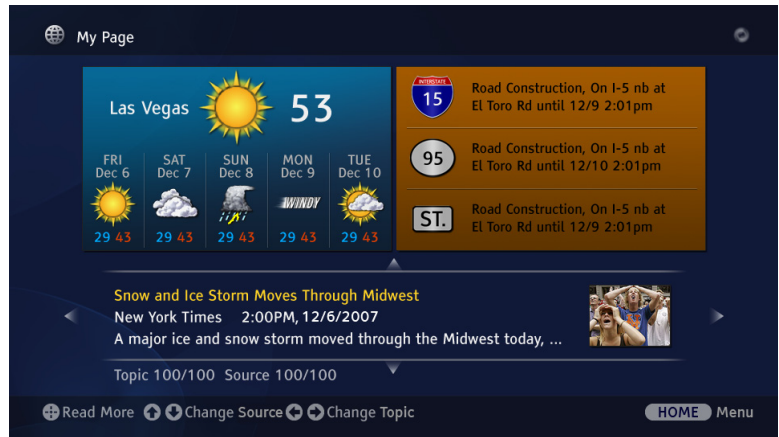 My Page
Las Vegas
53
FRI SAT SUN MON TUE
Dec 6 Dec 7 Dec 8 Dec 9 Dec 10
WINDY
29 43 29 43 29 43 29 43 29 43
INTERSTATE
15
Road Construction, On I-5 nb at
El Toro Rd until 12/9 2:01pm
95
Road Construction, On I-5 nb at
El Toro Rd until 12/10 2:01pm
ST.
Road Construction, On I-5 nb at
El Toro Rd until 12/9 2:01pm
Snow and Ice Storm Moves Through Midwest
New York Times 2:00PM, 12/6/2007
A major ice and snow storm moved through the Midwest today, ...
Topic 100/100 Source 100/100
Read More Change Source Change Topic
HOME Menu